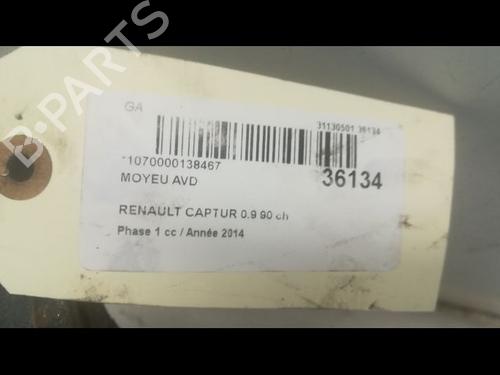 GA
31130501 36134
*1070000138467
36134
MOYEU AVD
RENAULT CAPTUR 0.9 90 ch
Phase 1 cc / Année 2014
B-PARTS